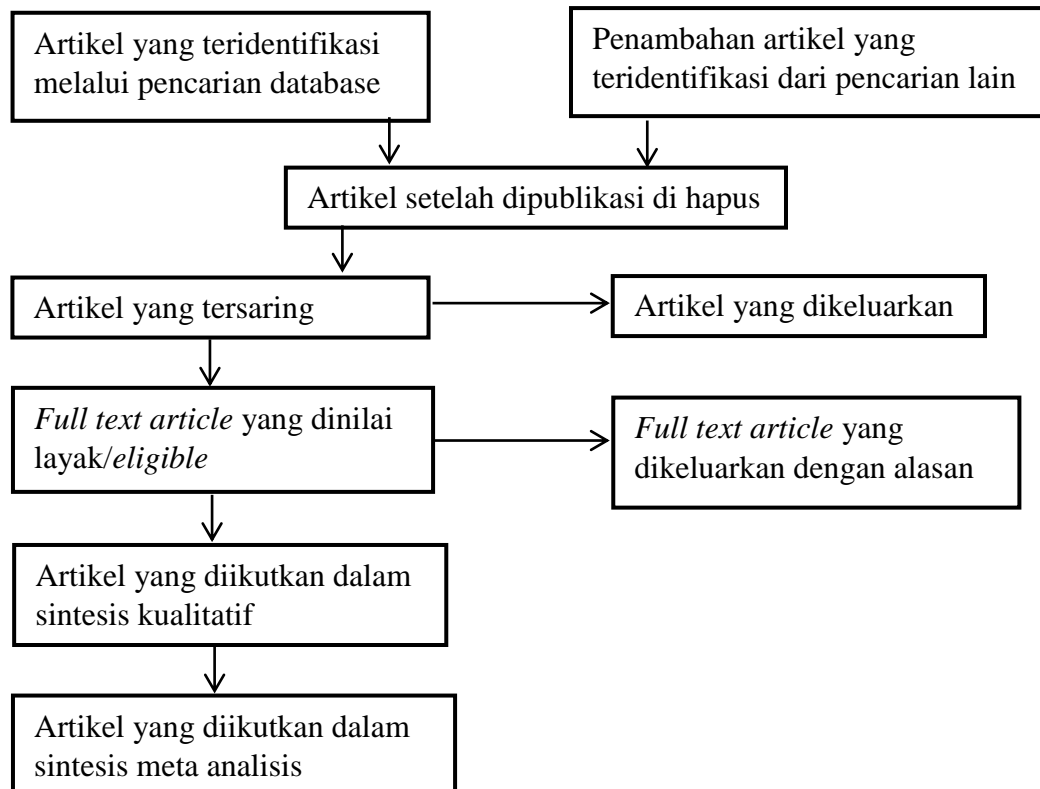 Artikel yang teridentifikasi
melalui pencarian database
Penambahan artikel yang
teridentifikasi dari pencarian lain
Artikel setelah dipublikasi di hapus
Artikel yang tersaring
Artikel yang dikeluarkan
Full text article yang dinilai
layak/eligible
Full text article yang
dikeluarkan dengan alasan
Artikel yang diikutkan dalam
sintesis kualitatif
Artikel yang diikutkan dalam
sintesis meta analisis